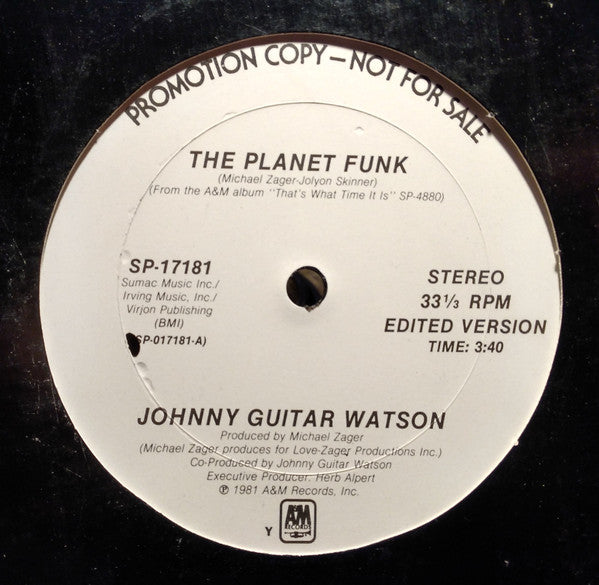 PROMOTION COPY—NOT FOR SALE
THE PLANET FUNK
(Michael Zager-Jolyon Skinner)
(From the A&M album "That's What Time It Is" SP-4880)
SP-17181
Sumac Music Inc./
Irving Music, Inc./
Virjon Publishing
(BMI)
SP-017181-A)
STEREO
33 1/3 RPM
EDITED VERSION
TIME: 3:40
JOHNNY GUITAR WATSON
Produced by Michael Zager
(Michael Zager produces for Love-Zager Productions Inc.)
Co-Produced by Johnny Guitar Watson
Executive Producer: Herb Alpert
℗ 1981 A&M Records, Inc.
Y
A&M
RECORDS